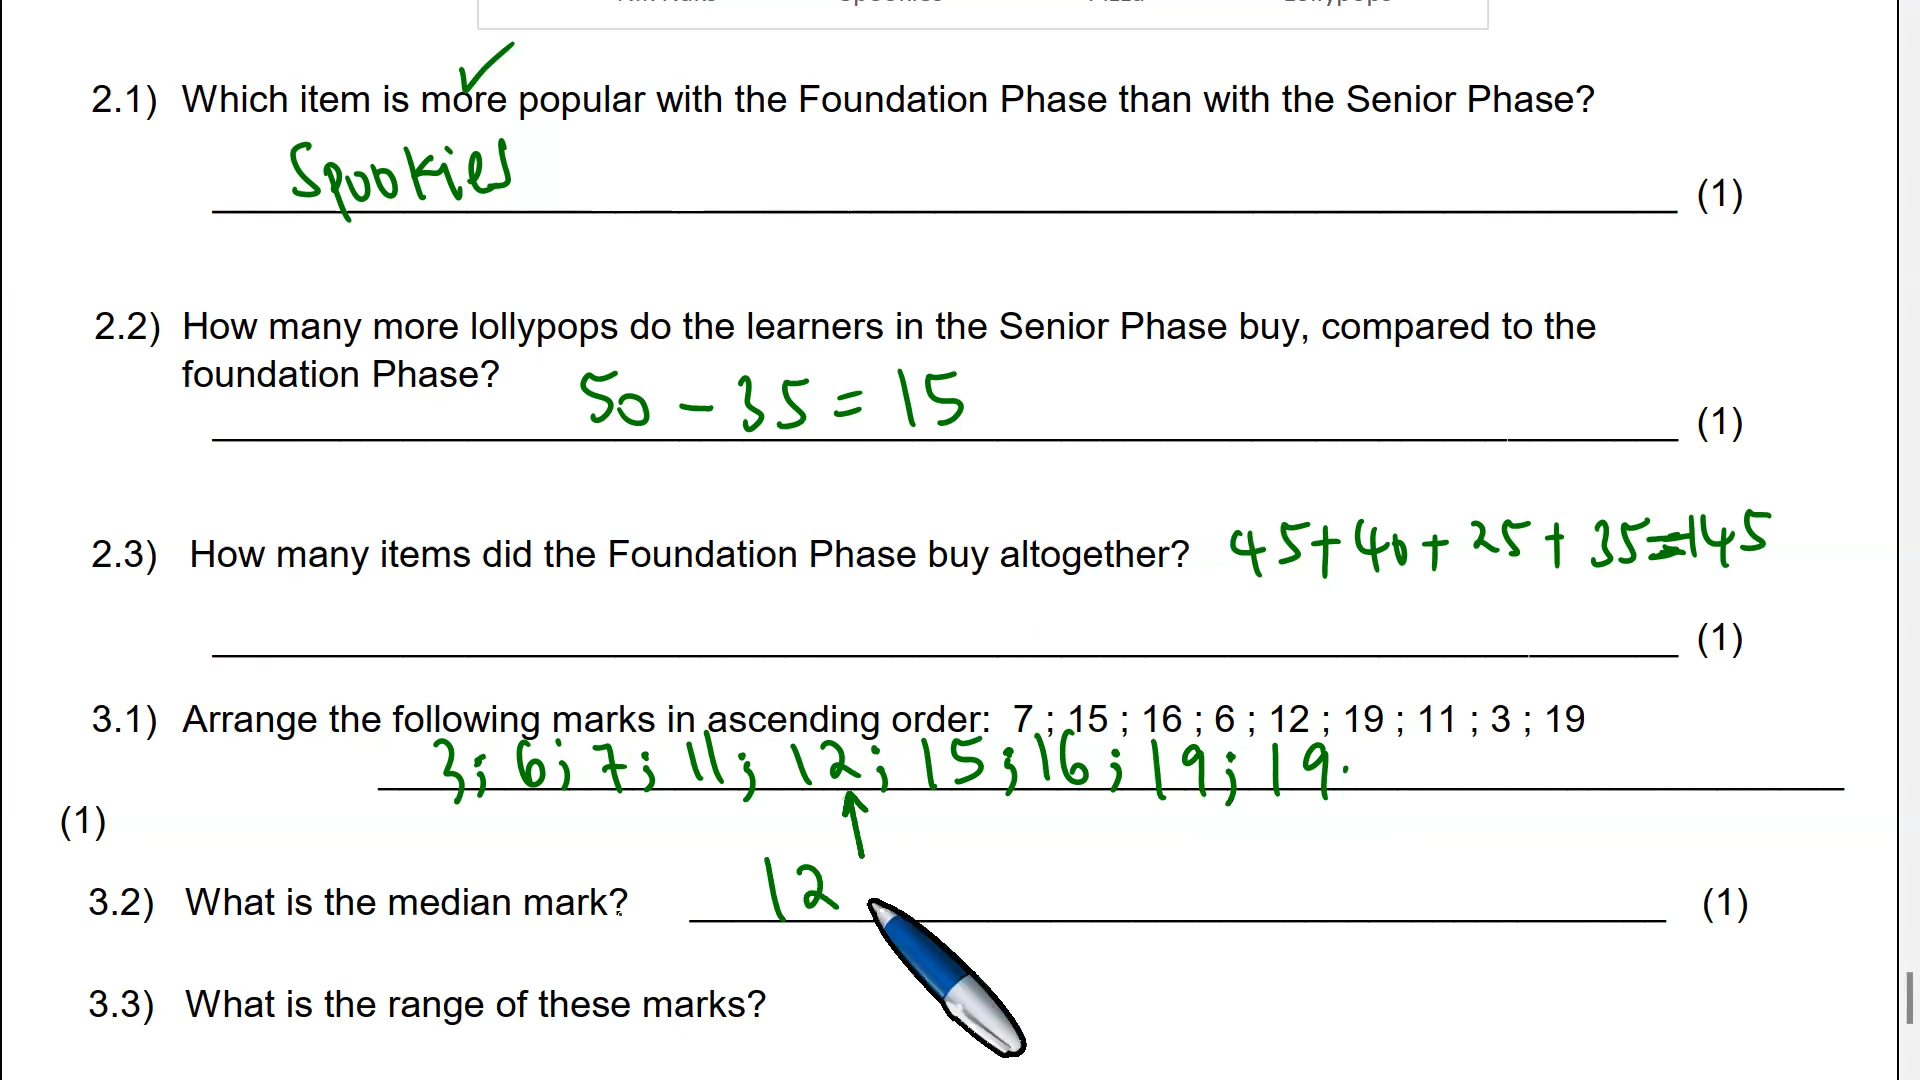 2.1) Which item is more popular with the Foundation Phase than with the Senior Phase?
Spookies
(1)
2.2) How many more lollypops do the learners in the Senior Phase buy, compared to the
foundation Phase?
50 - 35 = 15
(1)
2.3) How many items did the Foundation Phase buy altogether? 45+40+25+35=145
(1)
3.1) Arrange the following marks in ascending order: 7 ; 15 ; 16 ; 6 ; 12 ; 19 ; 11 ; 3 ; 19
3; 6; 7; 11; 12; 15; 16; 19; 19.
(1)
3.2) What is the median mark? 12 (1)
3.3) What is the range of these marks?